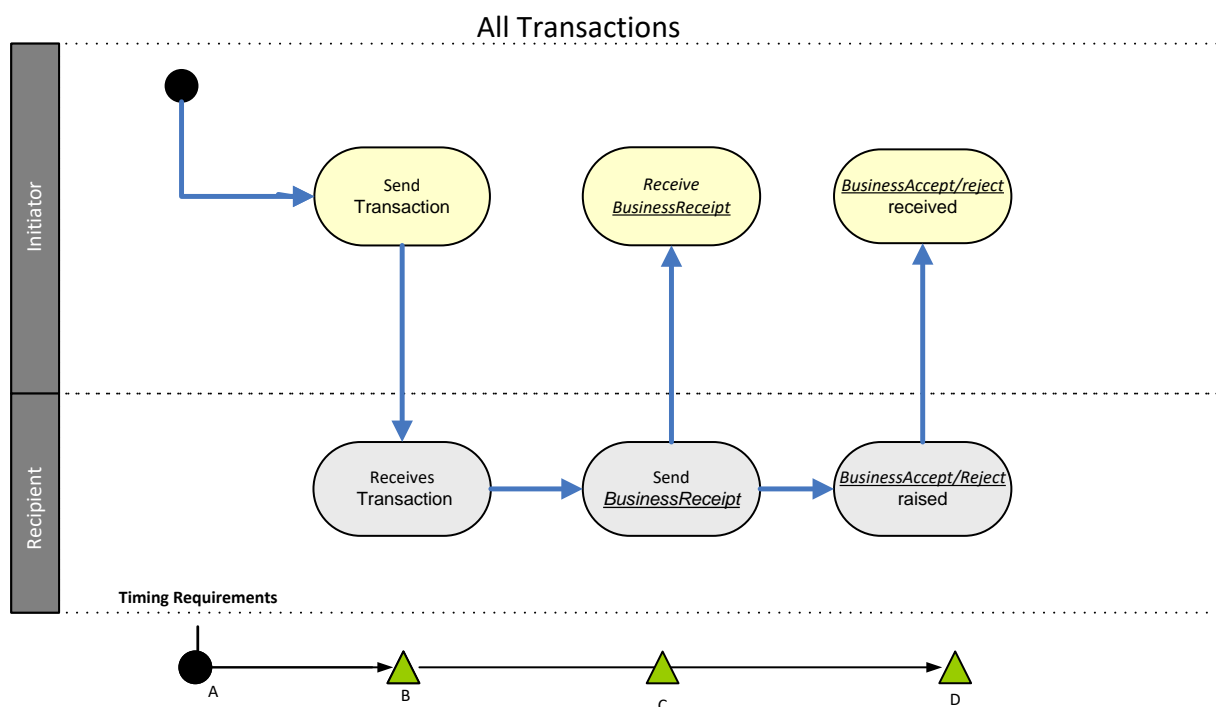 All Transactions
Initiator
Send
Transaction
Receive
BusinessReceipt
BusinessAccept/reject
received
Recipient
Receives
Transaction
Send
BusinessReceipt
BusinessAccept/Reject
raised
Timing Requirements
A
B
C
D